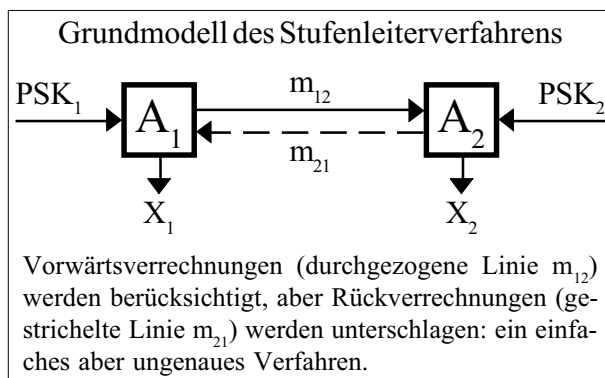 Grundmodell des Stufenleiterverfahrens
PSK₁
A₁
m₁₂
A₂
PSK₂
m₂₁
X₁
X₂
Vorwärtsverrechnungen (durchgezogene Linie m₁₂)
werden berücksichtigt, aber Rückverrechnungen (ge-
strichelte Linie m₂₁) werden unterschlagen: ein einfa-
ches aber ungenaues Verfahren.